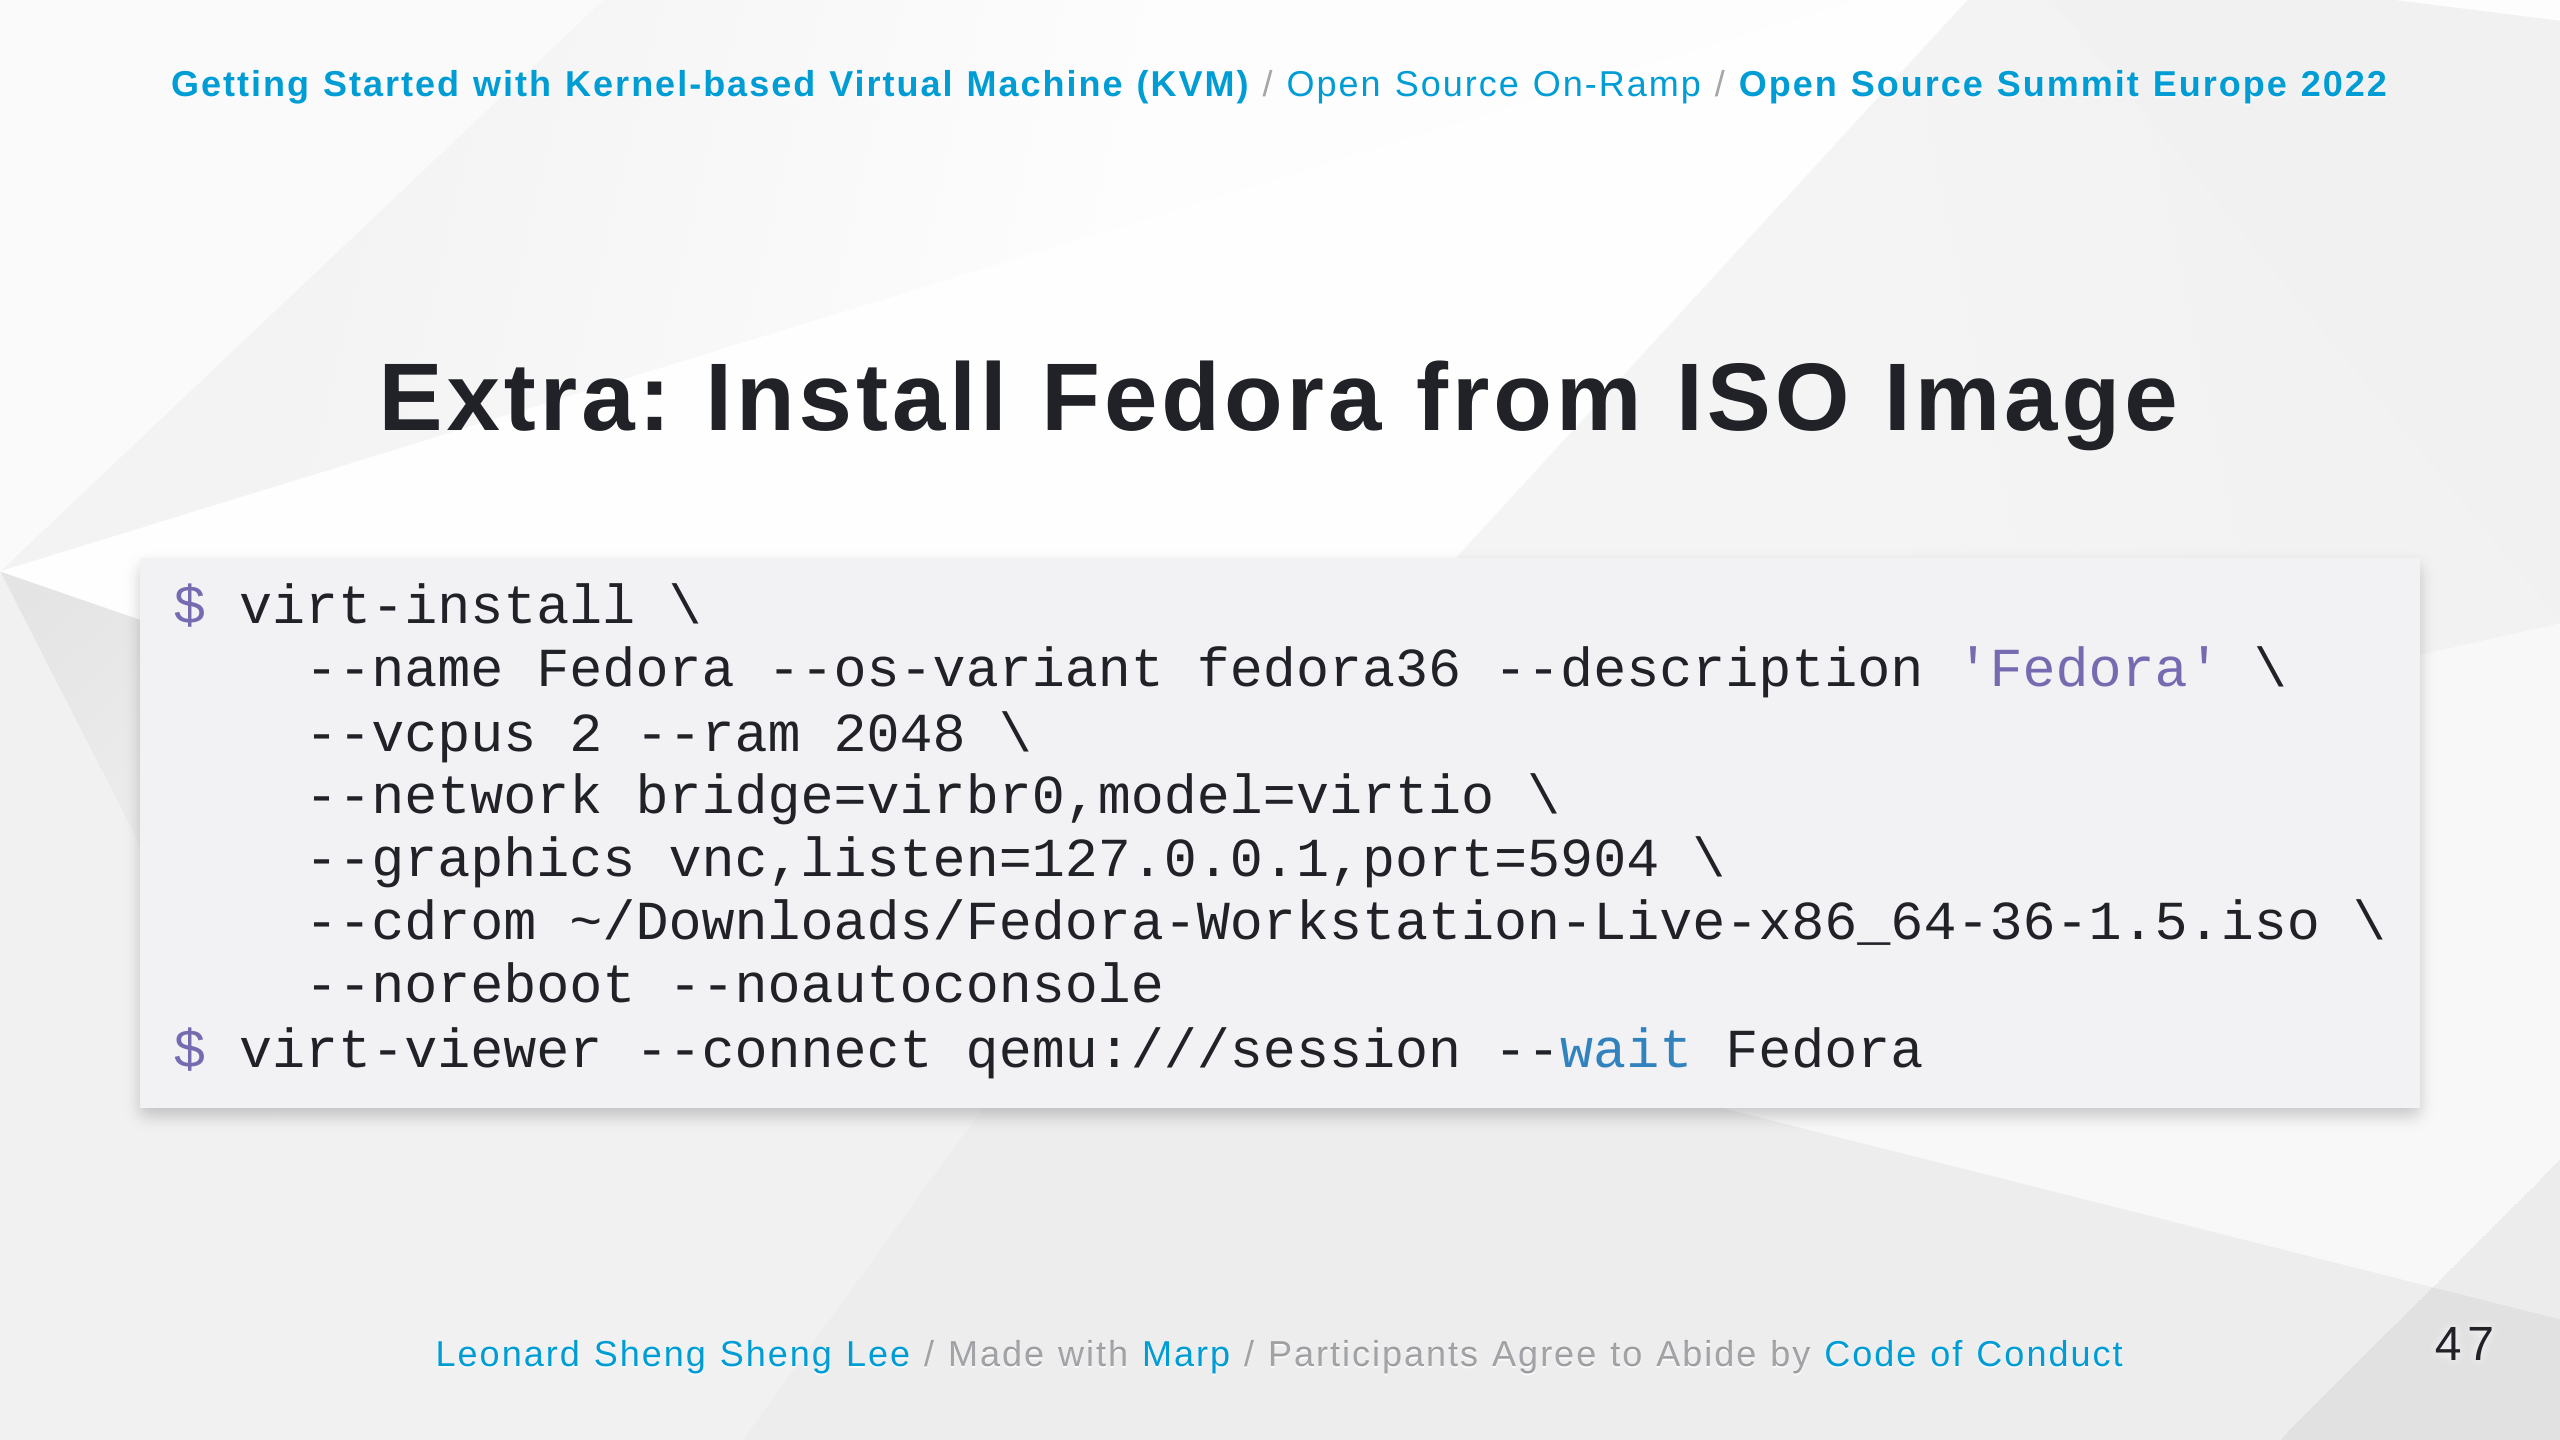 Getting Started with Kernel-based Virtual Machine (KVM) / Open Source On-Ramp / Open Source Summit Europe 2022
Extra: Install Fedora from ISO Image
$ virt-install \
    --name Fedora --os-variant fedora36 --description 'Fedora' \
    --vcpus 2 --ram 2048 \
    --network bridge=virbr0,model=virtio \
    --graphics vnc,listen=127.0.0.1,port=5904 \
    --cdrom ~/Downloads/Fedora-Workstation-Live-x86_64-36-1.5.iso \
    --noreboot --noautoconsole
$ virt-viewer --connect qemu:///session --wait Fedora
Leonard Sheng Sheng Lee / Made with Marp / Participants Agree to Abide by Code of Conduct
47